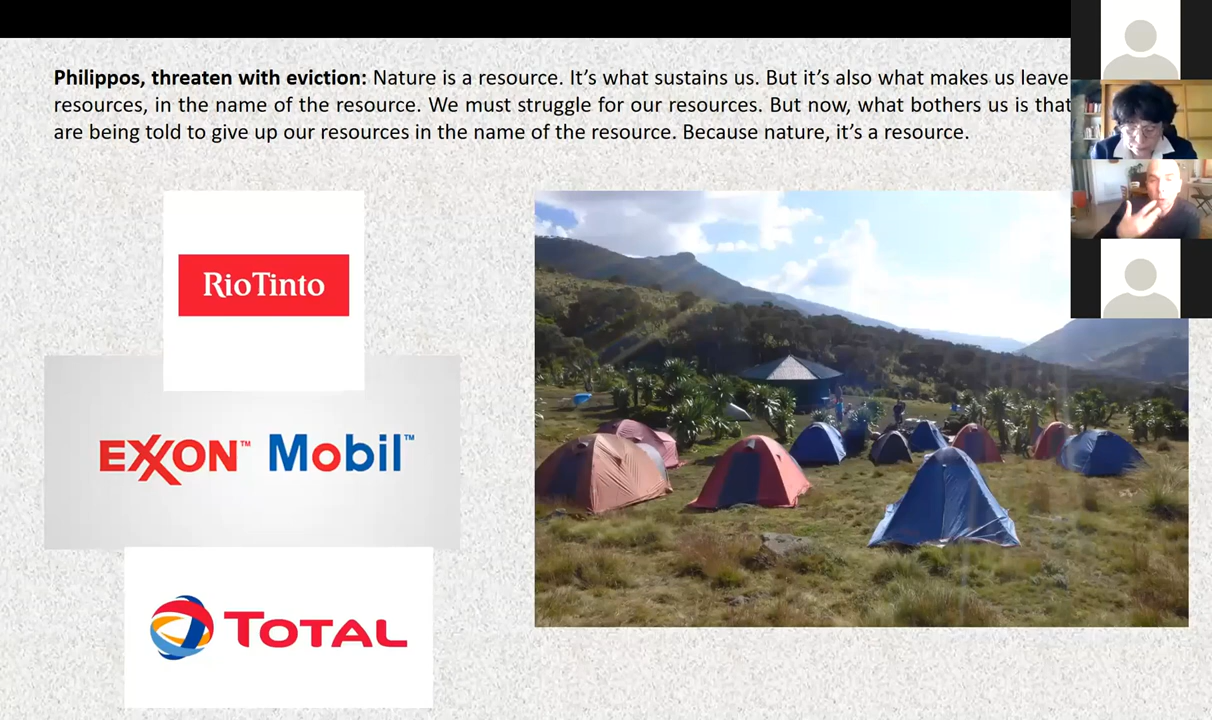 Philippos, threaten with eviction: Nature is a resource. It’s what sustains us. But it’s also what makes us leave
resources, in the name of the resource. We must struggle for our resources. But now, what bothers us is that
are being told to give up our resources in the name of the resource. Because nature, it’s a resource.
RioTinto
EXXON™ Mobil™
TOTAL